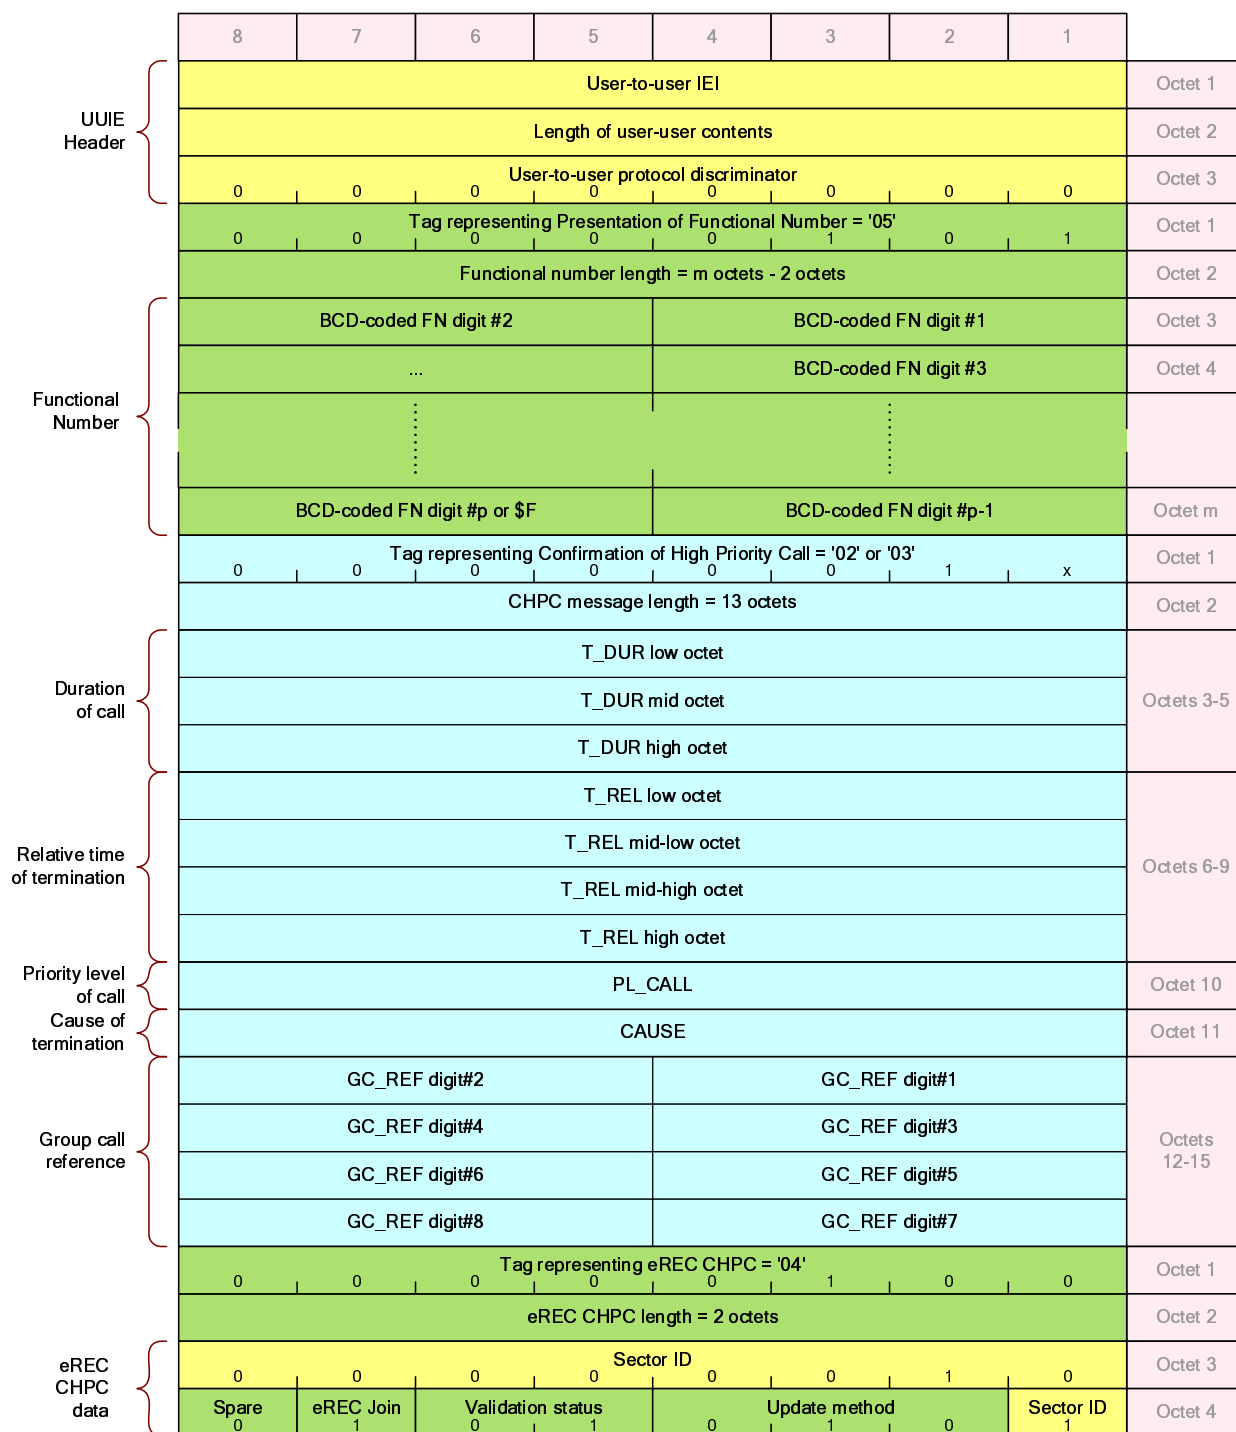 8 7 6 5 4 3 2 1
UUIE
Header
User-to-user IEI
Octet 1
Length of user-user contents
Octet 2
User-to-user protocol discriminator
0 0 0 0 0 0 0 0
Octet 3
Tag representing Presentation of Functional Number = '05'
0 0 0 0 0 1 0 1
Octet 1
Functional number length = m octets - 2 octets
Octet 2
Functional
Number
BCD-coded FN digit #2 BCD-coded FN digit #1
Octet 3
... BCD-coded FN digit #3
Octet 4
BCD-coded FN digit #p or $F BCD-coded FN digit #p-1
Octet m
Tag representing Confirmation of High Priority Call = '02' or '03'
0 0 0 0 0 0 1 x
Octet 1
CHPC message length = 13 octets
Octet 2
Duration
of call
T_DUR low octet
T_DUR mid octet
T_DUR high octet
Octets 3-5
Relative time
of termination
T_REL low octet
T_REL mid-low octet
T_REL mid-high octet
T_REL high octet
Octets 6-9
Priority level
of call
PL_CALL
Octet 10
Cause of
termination
CAUSE
Octet 11
Group call
reference
GC_REF digit#2 GC_REF digit#1
GC_REF digit#4 GC_REF digit#3
GC_REF digit#6 GC_REF digit#5
GC_REF digit#8 GC_REF digit#7
Octets
12-15
Tag representing eREC CHPC = '04'
0 0 0 0 0 1 0 0
Octet 1
eREC CHPC length = 2 octets
Octet 2
eREC
CHPC
data
Sector ID
0 0 0 0 0 0 1 0
Octet 3
Spare eREC Join Validation status Update method Sector ID
0 1 0 1 0 1 0 1
Octet 4